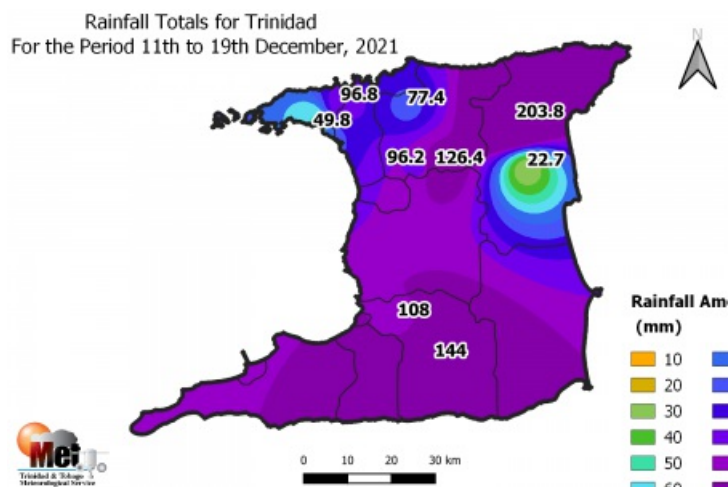 Rainfall Totals for Trinidad
For the Period 11th to 19th December, 2021
N
96.8
77.4
49.8
203.8
96.2
126.4
22.7
108
144
Rainfall Am
(mm)
10
20
30
40
50
60
Met
Trinidad & Tobago
Meteorological Service
0 10 20 30 km